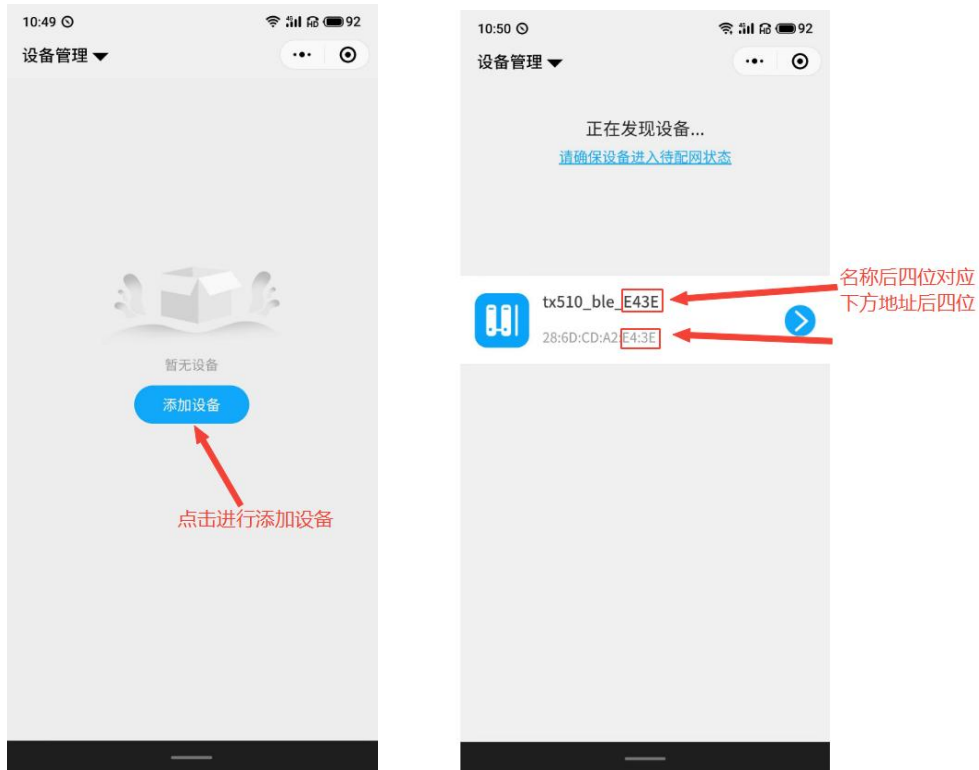 10:49
92
设备管理
暂无设备
添加设备
点击进行添加设备
10:50
92
设备管理
正在发现设备...
请确保设备进入待配网状态
tx510_ble_E43E
28:6D:CD:A2:E4:3E
名称后四位对应
下方地址后四位